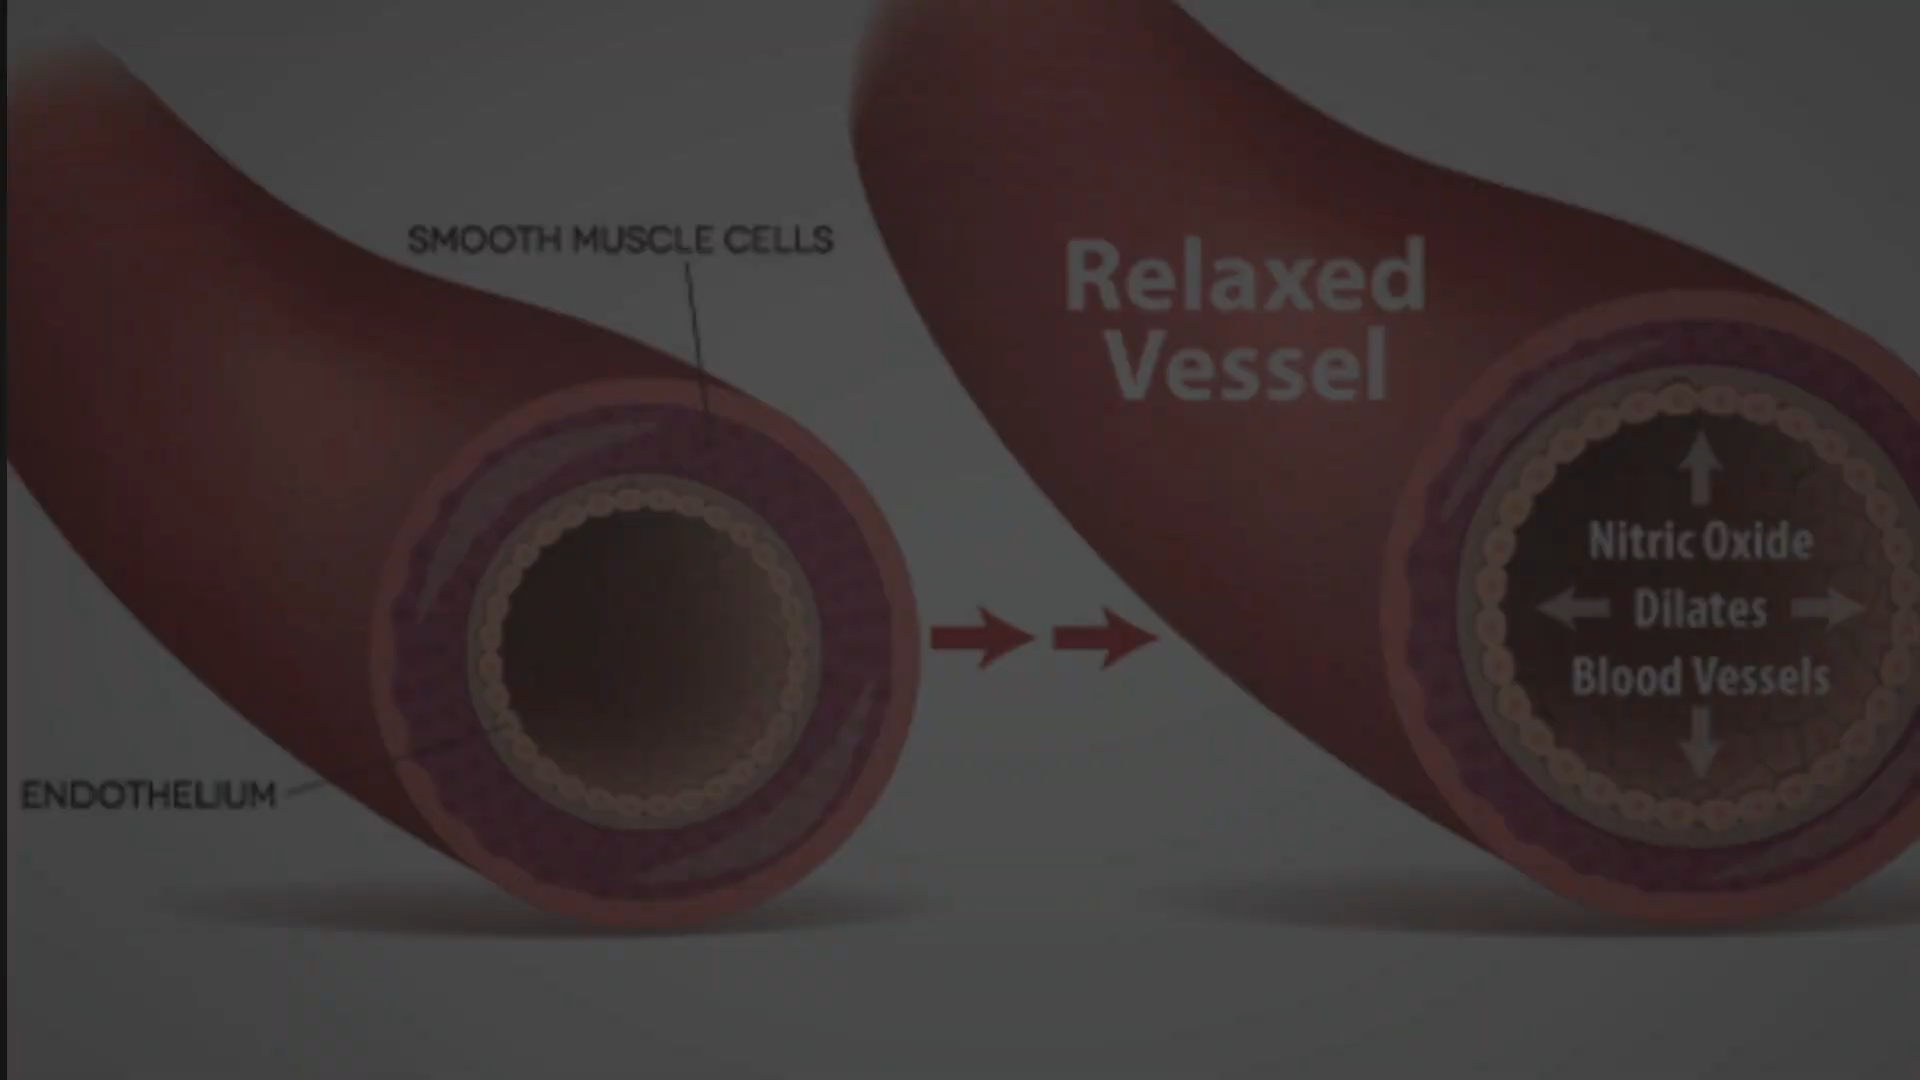 SMOOTH MUSCLE CELLS
Relaxed
Vessel
Nitric Oxide
Dilates
Blood Vessels
ENDOTHELIUM